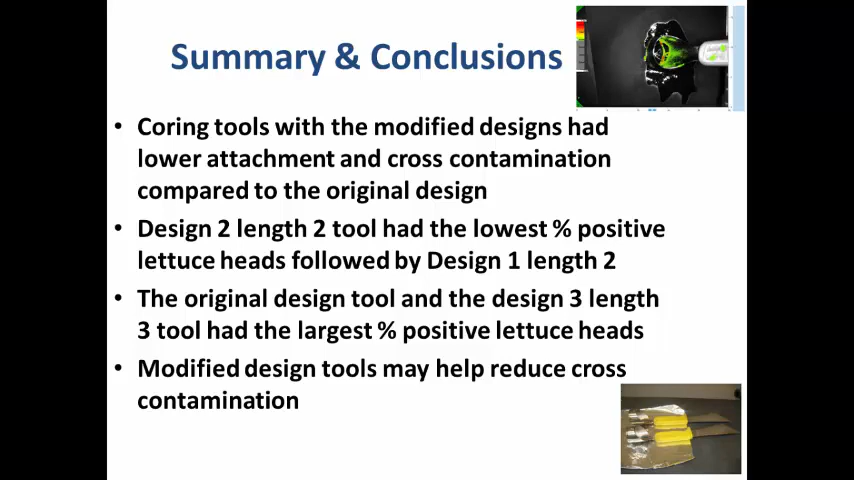 Summary & Conclusions
• Coring tools with the modified designs had
lower attachment and cross contamination
compared to the original design
• Design 2 length 2 tool had the lowest % positive
lettuce heads followed by Design 1 length 2
• The original design tool and the design 3 length
3 tool had the largest % positive lettuce heads
• Modified design tools may help reduce cross
contamination